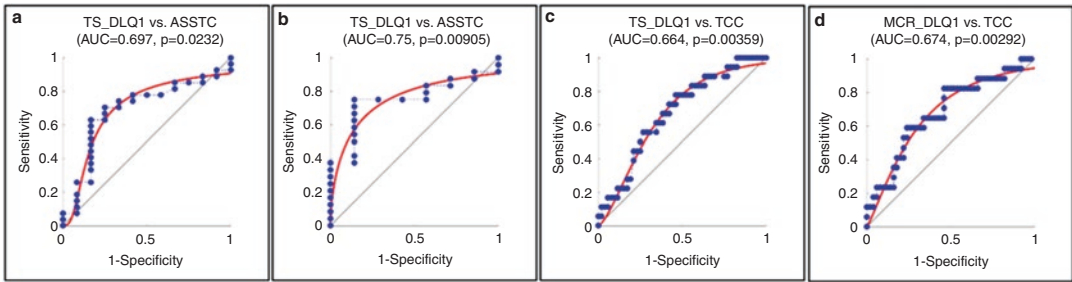 a
TS_DLQ1 vs. ASSTC
(AUC=0.697, p=0.0232)
1
0.8
0.6
0.4
0.2
0
Sensitivity
0
0.5
1
1-Specificity
b
TS_DLQ1 vs. ASSTC
(AUC=0.75, p=0.00905)
1
0.8
0.6
0.4
0.2
0
Sensitivity
0
0.5
1
1-Specificity
c
TS_DLQ1 vs. TCC
(AUC=0.664, p=0.00359)
1
0.8
0.6
0.4
0.2
0
Sensitivity
0
0.5
1
1-Specificity
d
MCR_DLQ1 vs. TCC
(AUC=0.674, p=0.00292)
1
0.8
0.6
0.4
0.2
0
Sensitivity
0
0.5
1
1-Specificity